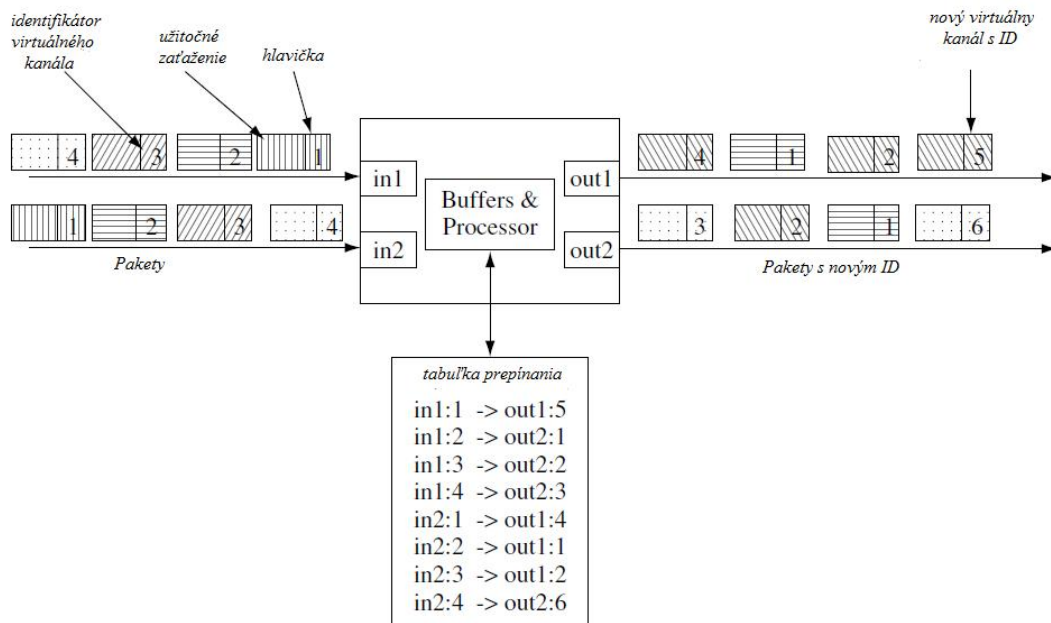 identifikátor
virtuálného
kanála
užitočné
zaťaženie
hlavička
nový virtuálny
kanál s ID
4 3 2 1
4 1 2 5
in1
out1
Buffers &
Processor
1 2 3 4
3 2 1 6
in2
out2
Pakety
Pakety s novým ID
tabuľka prepínania
in1:1 -> out1:5
in1:2 -> out2:1
in1:3 -> out2:2
in1:4 -> out2:3
in2:1 -> out1:4
in2:2 -> out1:1
in2:3 -> out1:2
in2:4 -> out2:6